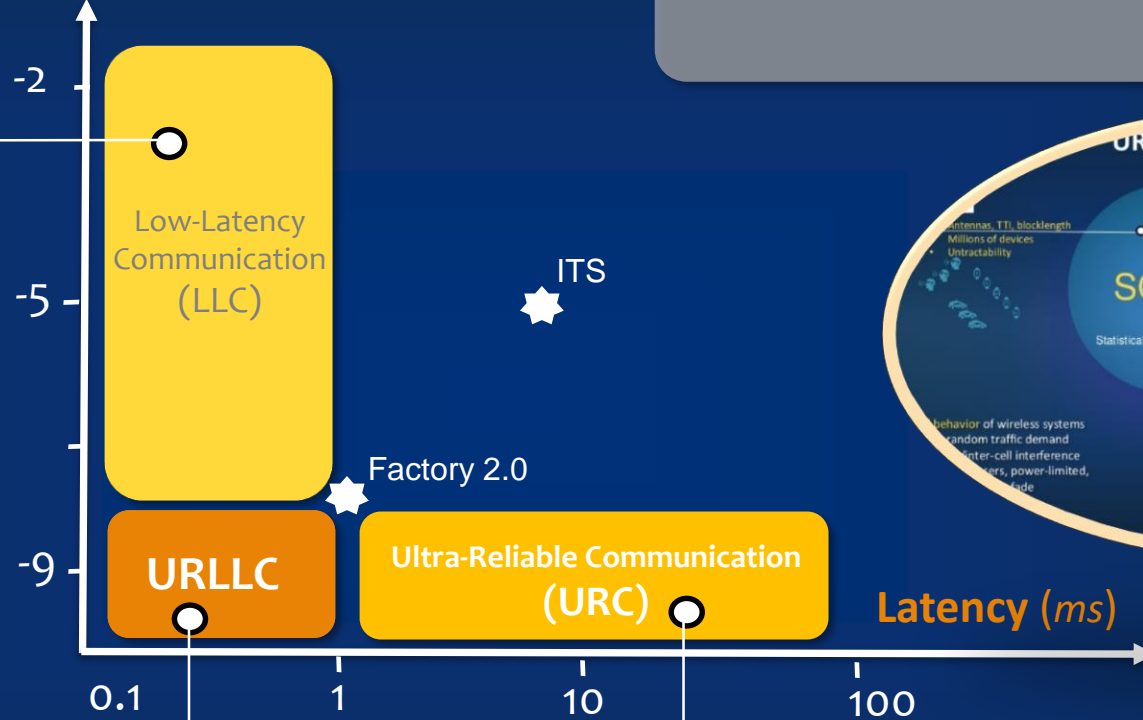 -2
Low-Latency
Communication
(LLC)
-5
ITS
Factory 2.0
-9
URLLC
Ultra-Reliable Communication
(URC)
Latency (ms)
0.1
1
10
100
UR
Antennas, TTI, blocklength
Millions of devices
Untractability
Statistical
behavior of wireless systems
random traffic demand
inter-cell interference
power-limited,
fade